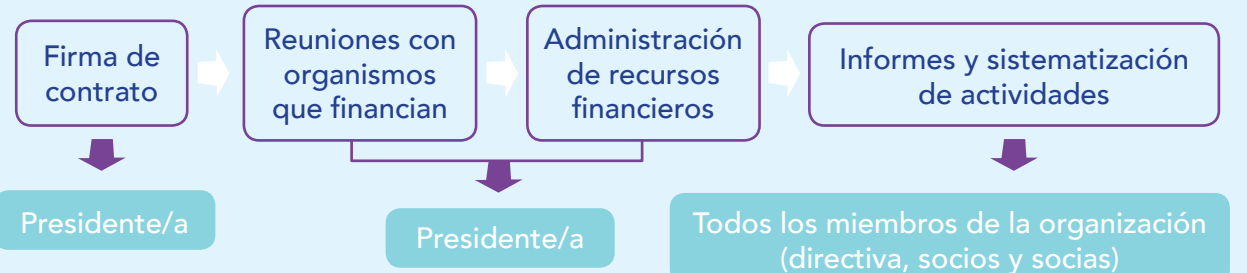 Firma de
contrato
Reuniones con
organismos
que financian
Administración
de recursos
financieros
Informes y sistematización
de actividades
Presidente/a
Presidente/a
Todos los miembros de la organización
(directiva, socios y socias)